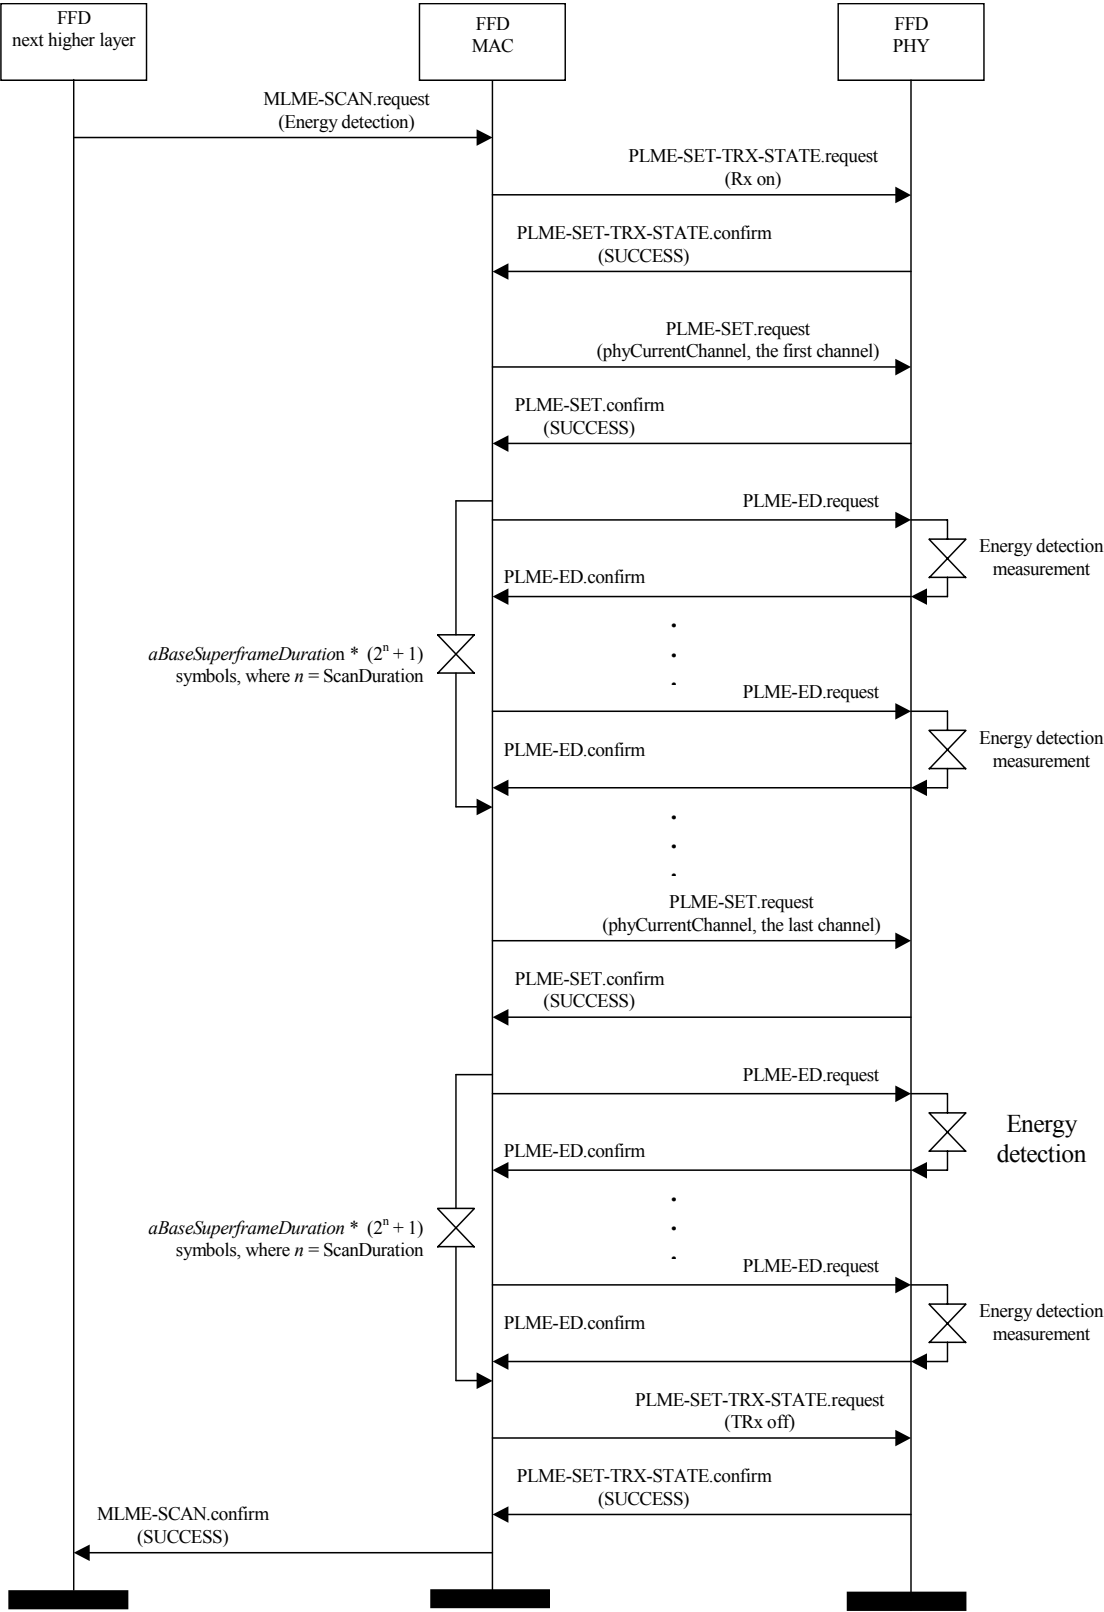 FFD
next higher layer
FFD
MAC
FFD
PHY
MLME-SCAN.request
(Energy detection)
PLME-SET-TRX-STATE.request
(Rx on)
PLME-SET-TRX-STATE.confirm
(SUCCESS)
PLME-SET.request
(phyCurrentChannel, the first channel)
PLME-SET.confirm
(SUCCESS)
PLME-ED.request
Energy detection
measurement
PLME-ED.confirm
aBaseSuperframeDuration * (2ⁿ + 1)
symbols, where n = ScanDuration
PLME-ED.request
Energy detection
measurement
PLME-ED.confirm
PLME-SET.request
(phyCurrentChannel, the last channel)
PLME-SET.confirm
(SUCCESS)
PLME-ED.request
Energy
detection
PLME-ED.confirm
aBaseSuperframeDuration * (2ⁿ + 1)
symbols, where n = ScanDuration
PLME-ED.request
Energy detection
measurement
PLME-ED.confirm
PLME-SET-TRX-STATE.request
(TRx off)
PLME-SET-TRX-STATE.confirm
(SUCCESS)
MLME-SCAN.confirm
(SUCCESS)